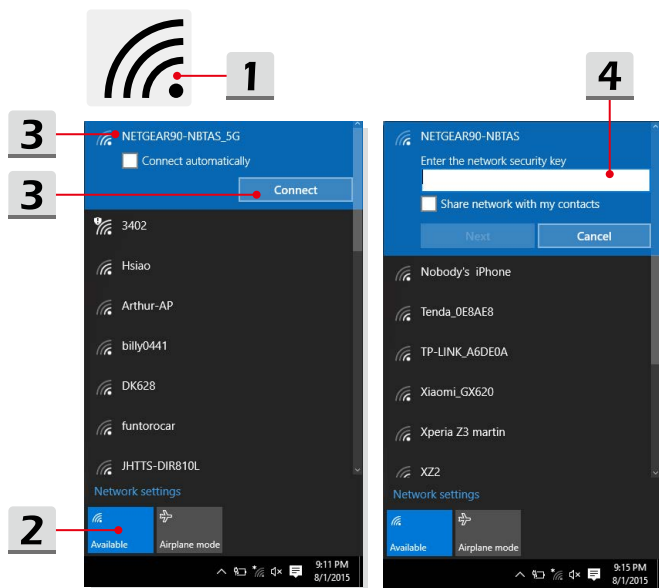 1
3
NETGEAR90-NBTAS_5G
Connect automatically
3
Connect
3402
Hsiao
Arthur-AP
billy0441
DK628
funtorocar
JHTTS-DIR810L
Network settings
2
Available
Airplane mode
9:11 PM
8/1/2015
4
NETGEAR90-NBTAS
Enter the network security key
Share network with my contacts
Next
Cancel
Nobody's iPhone
Tenda_0E8AE8
TP-LINK_A6DE0A
Xiaomi_GX620
Xperia Z3 martin
XZ2
Network settings
Available
Airplane mode
9:15 PM
8/1/2015